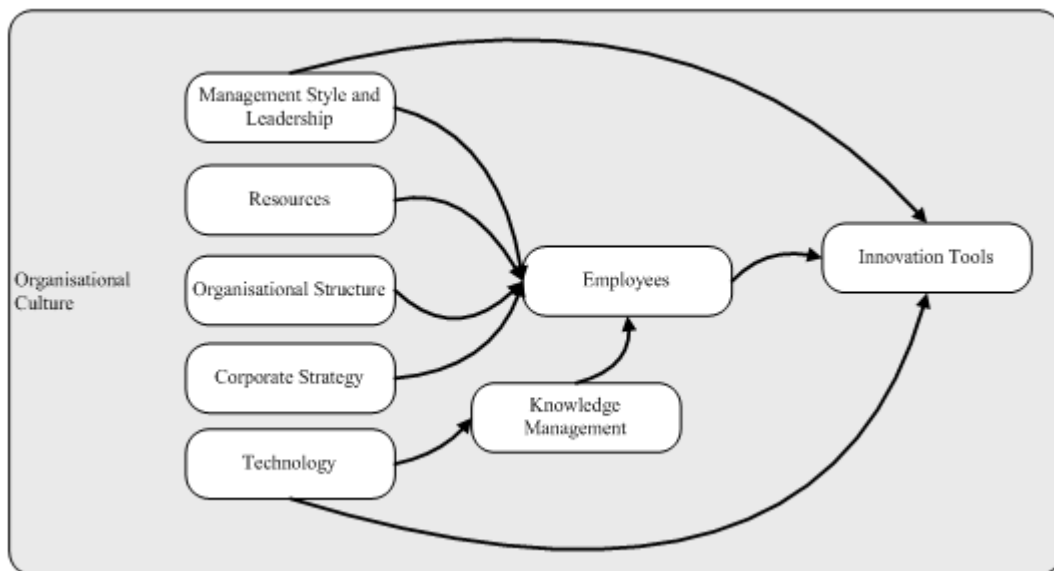 Management Style and
Leadership
Resources
Organisational
Culture
Organisational Structure
Employees
Innovation Tools
Corporate Strategy
Knowledge
Management
Technology